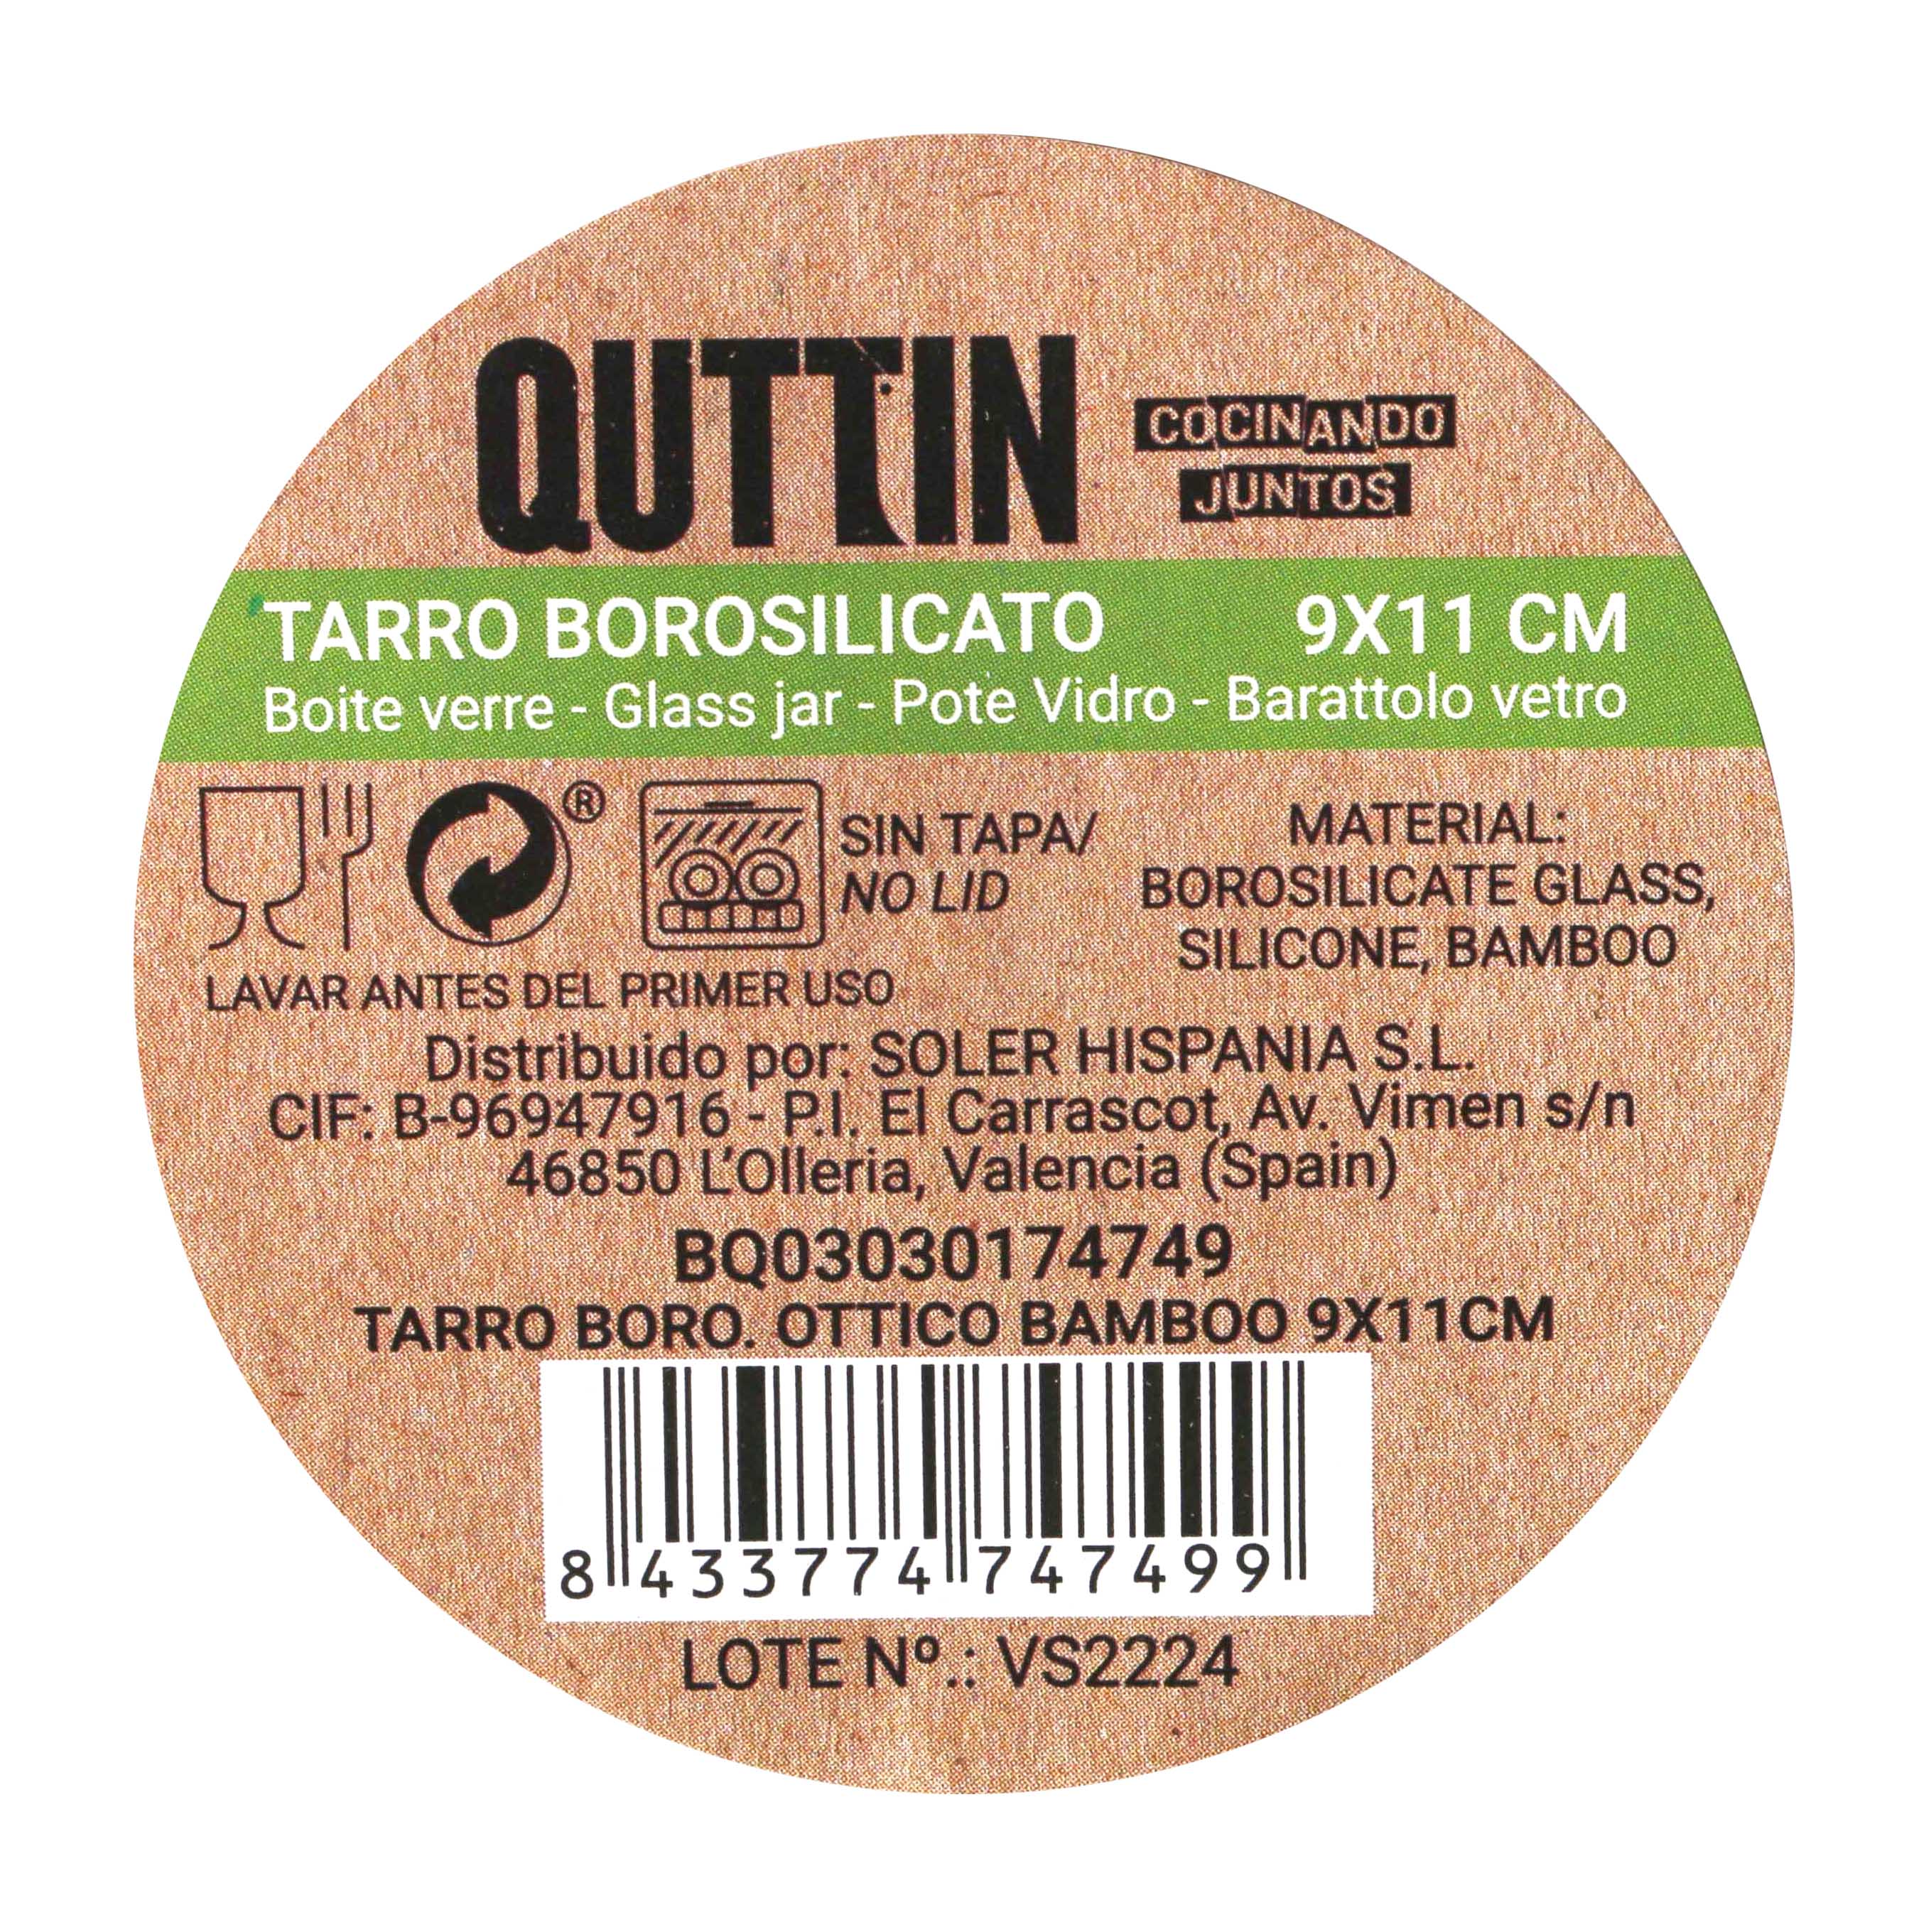 QUTTIN
COCINANDO
JUNTOS
TARRO BOROSILICATO 9X11 CM
Boite verre - Glass jar - Pote Vidro - Barattolo vetro
®
SIN TAPA/
NO LID
MATERIAL:
BOROSILICATE GLASS,
SILICONE, BAMBOO
LAVAR ANTES DEL PRIMER USO
Distribuido por: SOLER HISPANIA S.L.
CIF: B-96947916 - P.I. El Carrascot, Av. Vimen s/n
46850 L'Olleria, Valencia (Spain)
BQ03030174749
TARRO BORO. OTTICO BAMBOO 9X11CM
8 433774 747499
LOTE Nº.: VS2224